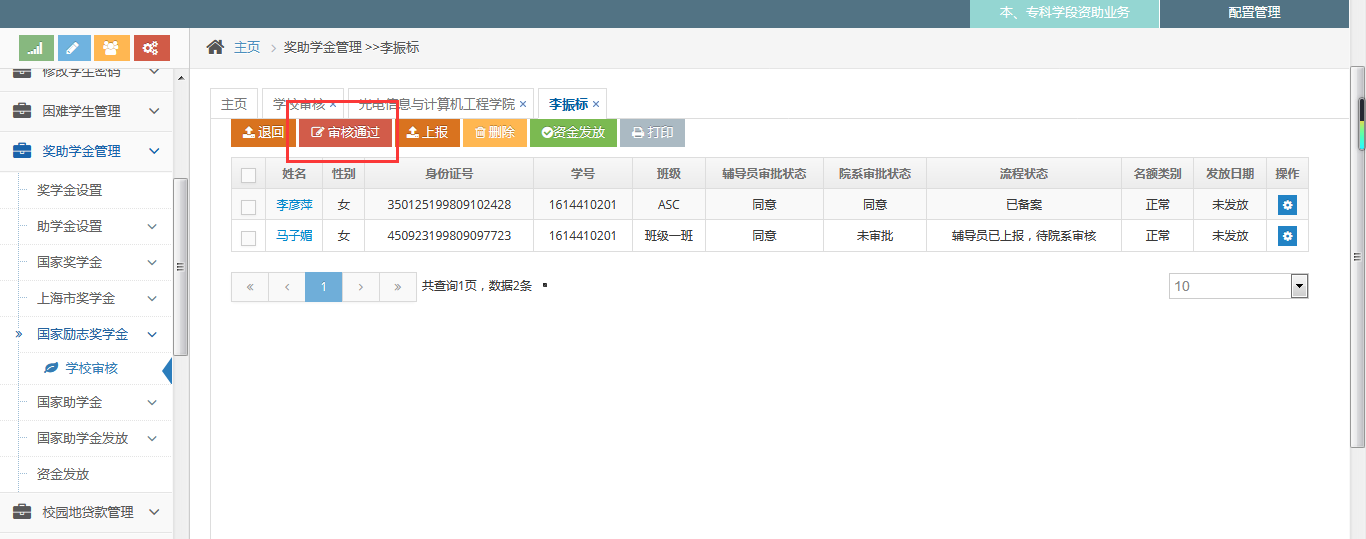 本、专科学段资助业务
配置管理
主页 奖助学金管理 >>李振标
修改学生密码
困难学生管理
奖助学金管理
奖学金设置
助学金设置
国家奖学金
上海市奖学金
国家励志奖学金
学校审核
国家助学金
国家助学金发放
资金发放
校园地贷款管理
主页 学校审核 × 光电信息与计算机工程学院 × 李振标 ×
退回 审核通过 上报 删除 资金发放 打印
姓名 性别 身份证号 学号 班级 辅导员审批状态 院系审批状态 流程状态 名额类别 发放日期 操作
李彦萍 女 350125199809102428 1614410201 ASC 同意 同意 已备案 正常 未发放
马子媚 女 450923199809097723 1614410201 班级一班 同意 未审批 辅导员已上报，待院系审核 正常 未发放
« ‹ 1 › » 共查询1页，数据2条
10